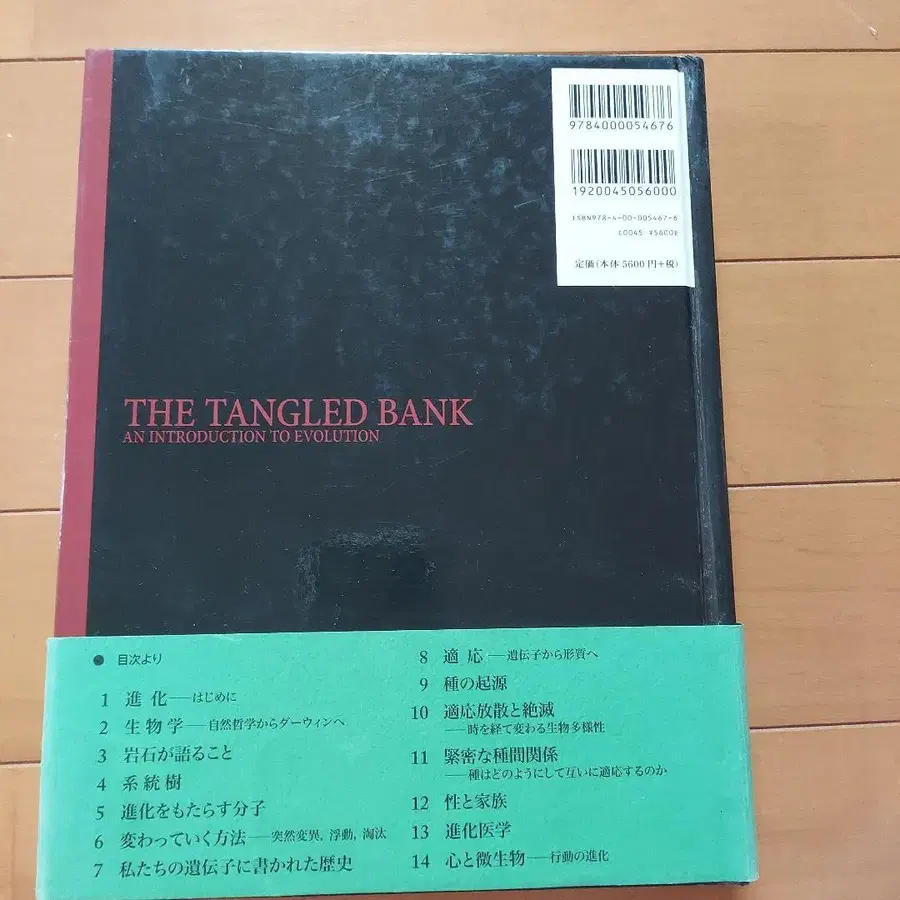 9784000054676
1920045056000
ISBN978-4-00-005467-6
C0045 ¥5600E
定価(本体 5600 円+税)
THE TANGLED BANK
AN INTRODUCTION TO EVOLUTION
● 目次より
1 進 化──はじめに
2 生物学──自然哲学からダーウィンへ
3 岩石が語ること
4 系統樹
5 進化をもたらす分子
6 変わっていく方法──突然変異, 浮動, 淘汰
7 私たちの遺伝子に書かれた歴史
8 適 応──遺伝子から形質へ
9 種の起源
10 適応放散と絶滅
──時を経て変わる生物多様性
11 緊密な種間関係
──種はどのようにして互いに適応するのか
12 性と家族
13 進化医学
14 心と微生物──行動の進化